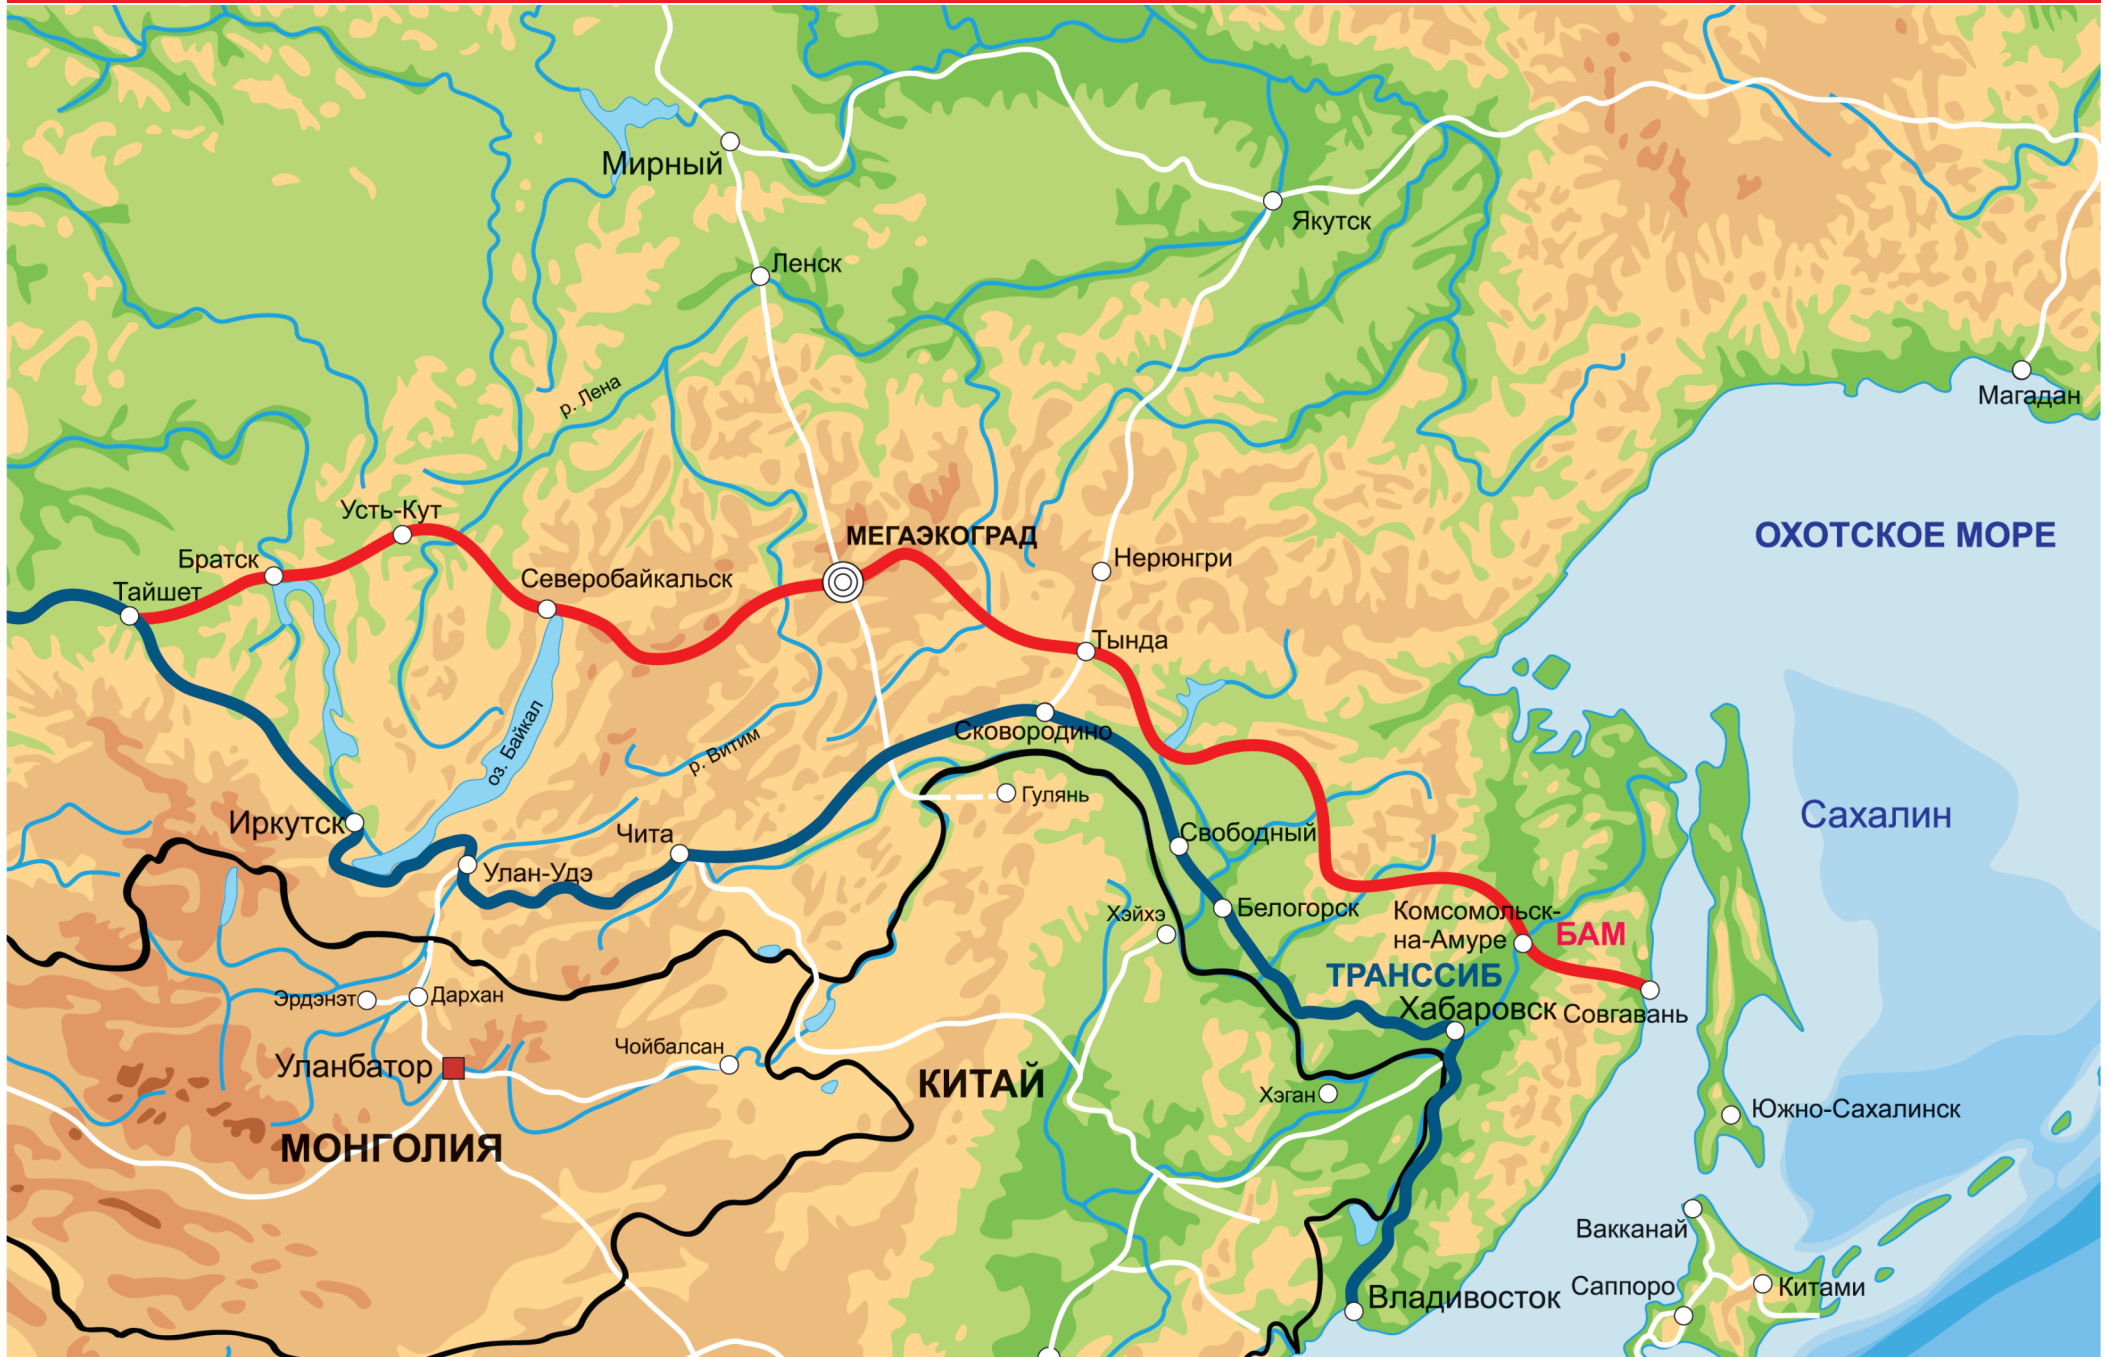 Мирный
Якутск
Ленск
Магадан
р. Лена
Усть-Кут
МЕГАЭКОГРАД
ОХОТСКОЕ МОРЕ
Братск
Нерюнгри
Северобайкальск
Тайшет
Тында
Сковородино
оз. Байкал
р. Витим
Гулянь
Сахалин
Иркутск
Чита
Свободный
Улан-Удэ
Хэйхэ
Белогорск
Комсомольск-
на-Амуре
БАМ
ТРАНССИБ
Эрдэнэт
Дархан
Хабаровск
Совгавань
Чойбалсан
Уланбатор
КИТАЙ
Хэган
Южно-Сахалинск
МОНГОЛИЯ
Вакканай
Саппоро
Китами
Владивосток